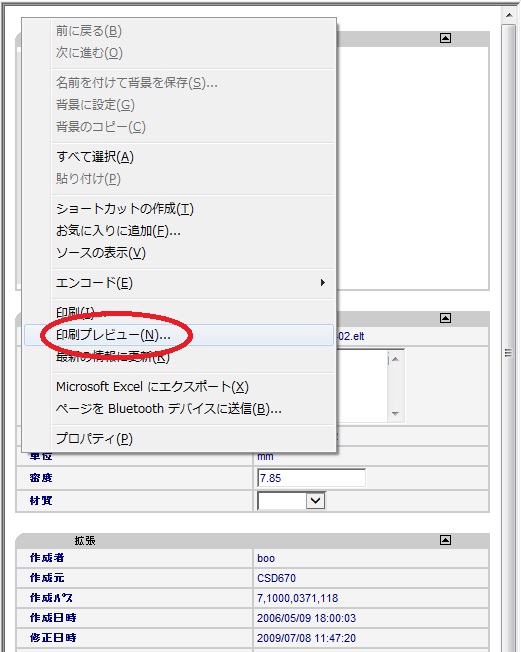 前に戻る(B)
次に進む(O)
名前を付けて背景を保存(S)...
背景に設定(G)
背景のコピー(C)
すべて選択(A)
貼り付け(P)
ショートカットの作成(T)
お気に入りに追加(F)...
ソースの表示(V)
エンコード(E)
印刷(I)...
印刷プレビュー(N)...
最新の情報に更新(R)
Microsoft Excel にエクスポート(X)
ページを Bluetooth デバイスに送信(B)...
プロパティ(P)
02.elt
単位 mm
密度 7.85
材質
拡張
作成者 boo
作成元 CSD670
作成パス 7,1000,0371,118
作成日時 2006/05/09 18:00:03
修正日時 2009/07/08 11:47:20